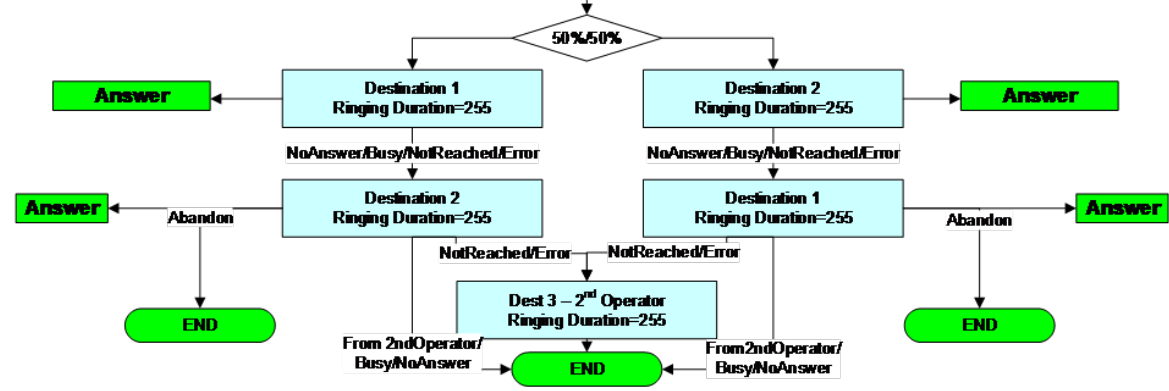 50%/50%
Destination 1
Ringing Duration=255
Destination 2
Ringing Duration=255
Answer
Answer
NoAnswer/Busy/NotReached/Error
NoAnswer/Busy/NotReached/Error
Destination 2
Ringing Duration=255
Destination 1
Ringing Duration=255
Answer
Abandon
Abandon
Answer
NotReached/Error
NotReached/Error
Dest 3 – 2nd Operator
Ringing Duration=255
END
END
From 2ndOperator/
Busy/NoAnswer
From2ndOperator/
Busy/NoAnswer
END